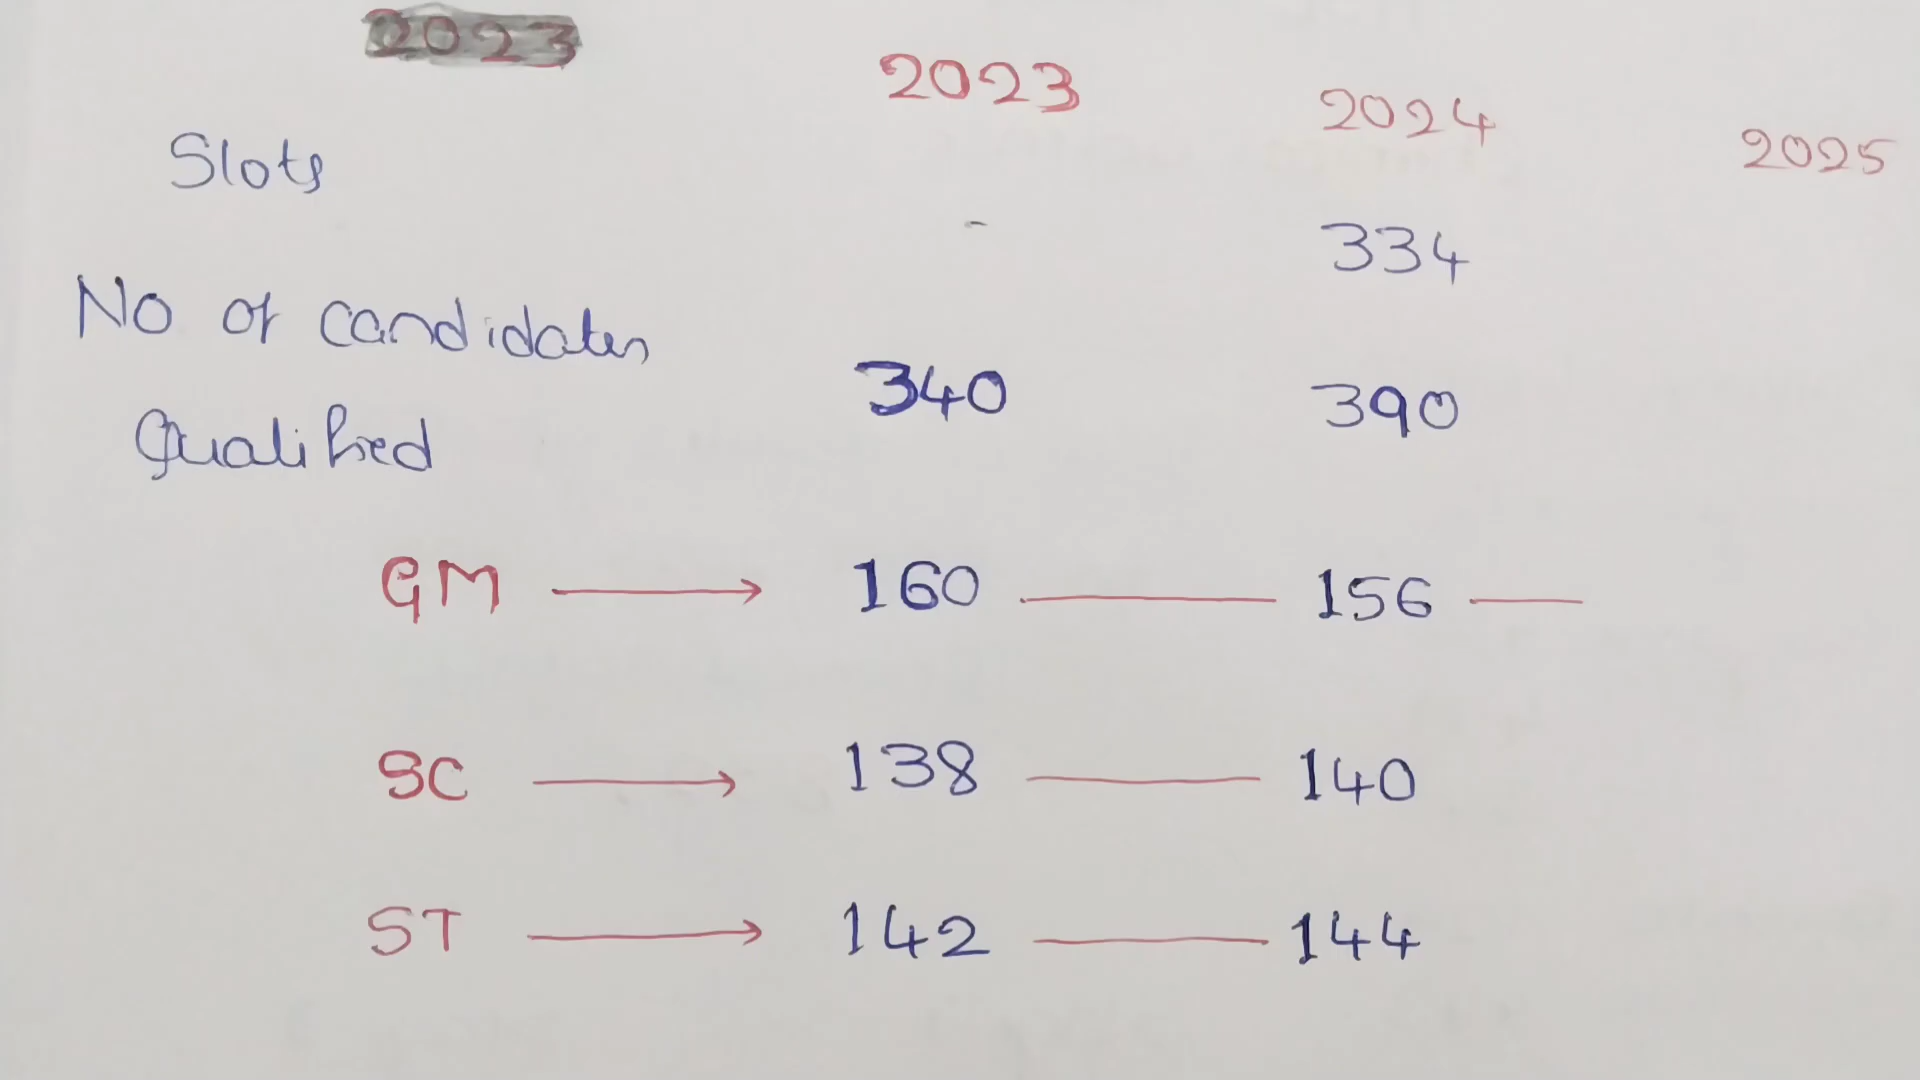 2023
2023 2024 2025
Slots - 334
No of candidates
Qualified 340 390
GM → 160 — 156 —
SC → 138 — 140
ST → 142 — 144